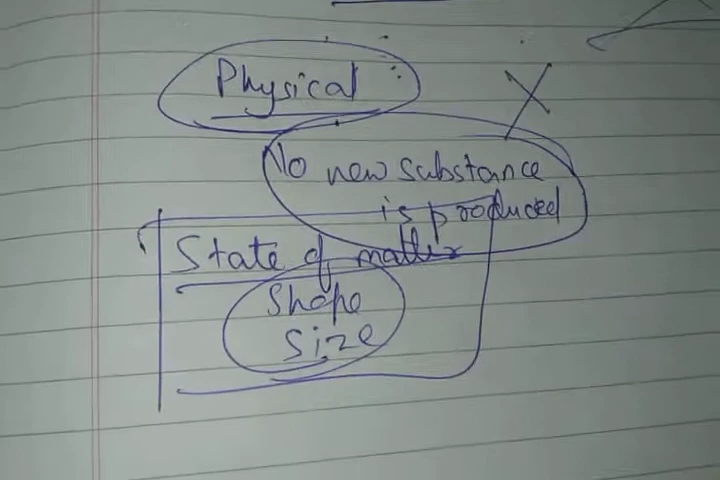 Physical
No new substance
is produced
State of matter
Shape
Size